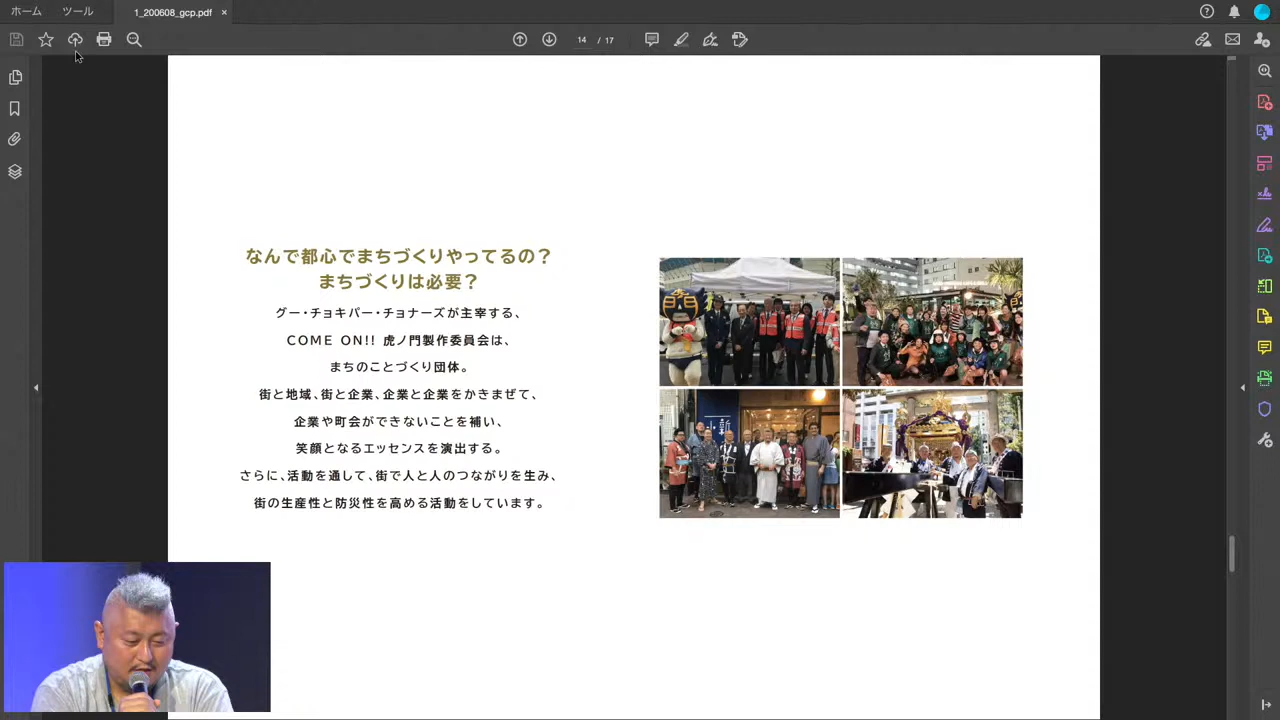 ホーム ツール 1_200608_gcp.pdf ×
14 / 17
なんで都心でまちづくりやってるの？
まちづくりは必要？
グー・チョキパー・チョナーズが主宰する、
COME ON!! 虎ノ門製作委員会は、
まちのことづくり団体。
街と地域、街と企業、企業と企業をかきまぜて、
企業や町会ができないことを補い、
笑顔となるエッセンスを演出する。
さらに、活動を通して、街で人と人のつながりを生み、
街の生産性と防災性を高める活動をしています。